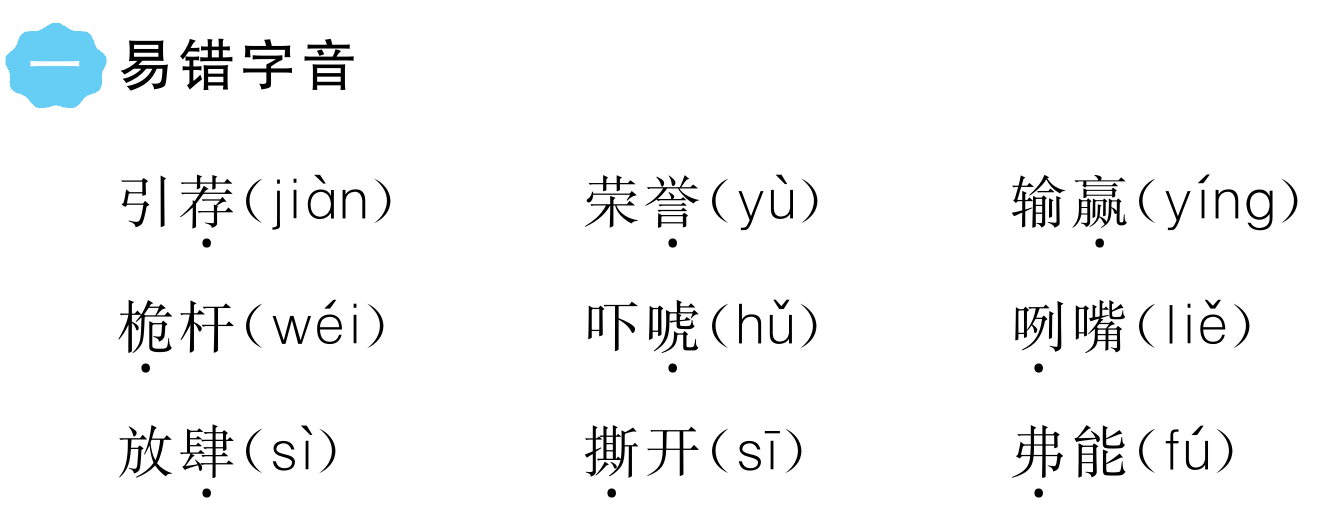 一 易错字音
引荐(jiàn) 荣誉(yù) 输赢(yíng)
桅杆(wéi) 吓唬(hǔ) 咧嘴(liě)
放肆(sì) 撕开(sī) 弗能(fú)